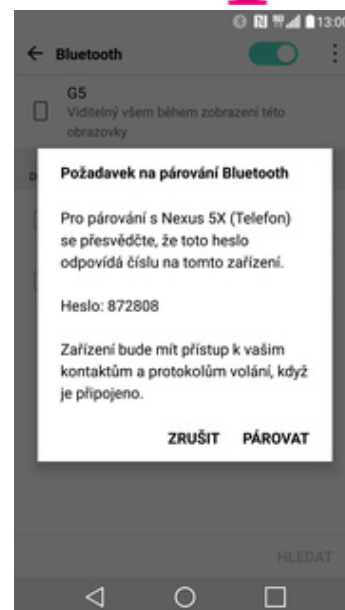 13:00
Bluetooth
G5
Viditelný všem během zobrazení této
obrazovky
Požadavek na párování Bluetooth
Pro párování s Nexus 5X (Telefon)
se přesvědčte, že toto heslo
odpovídá číslu na tomto zařízení.
Heslo: 872808
Zařízení bude mít přístup k vašim
kontaktům a protokolům volání, když
je připojeno.
ZRUŠIT PÁROVAT
HLEDAT